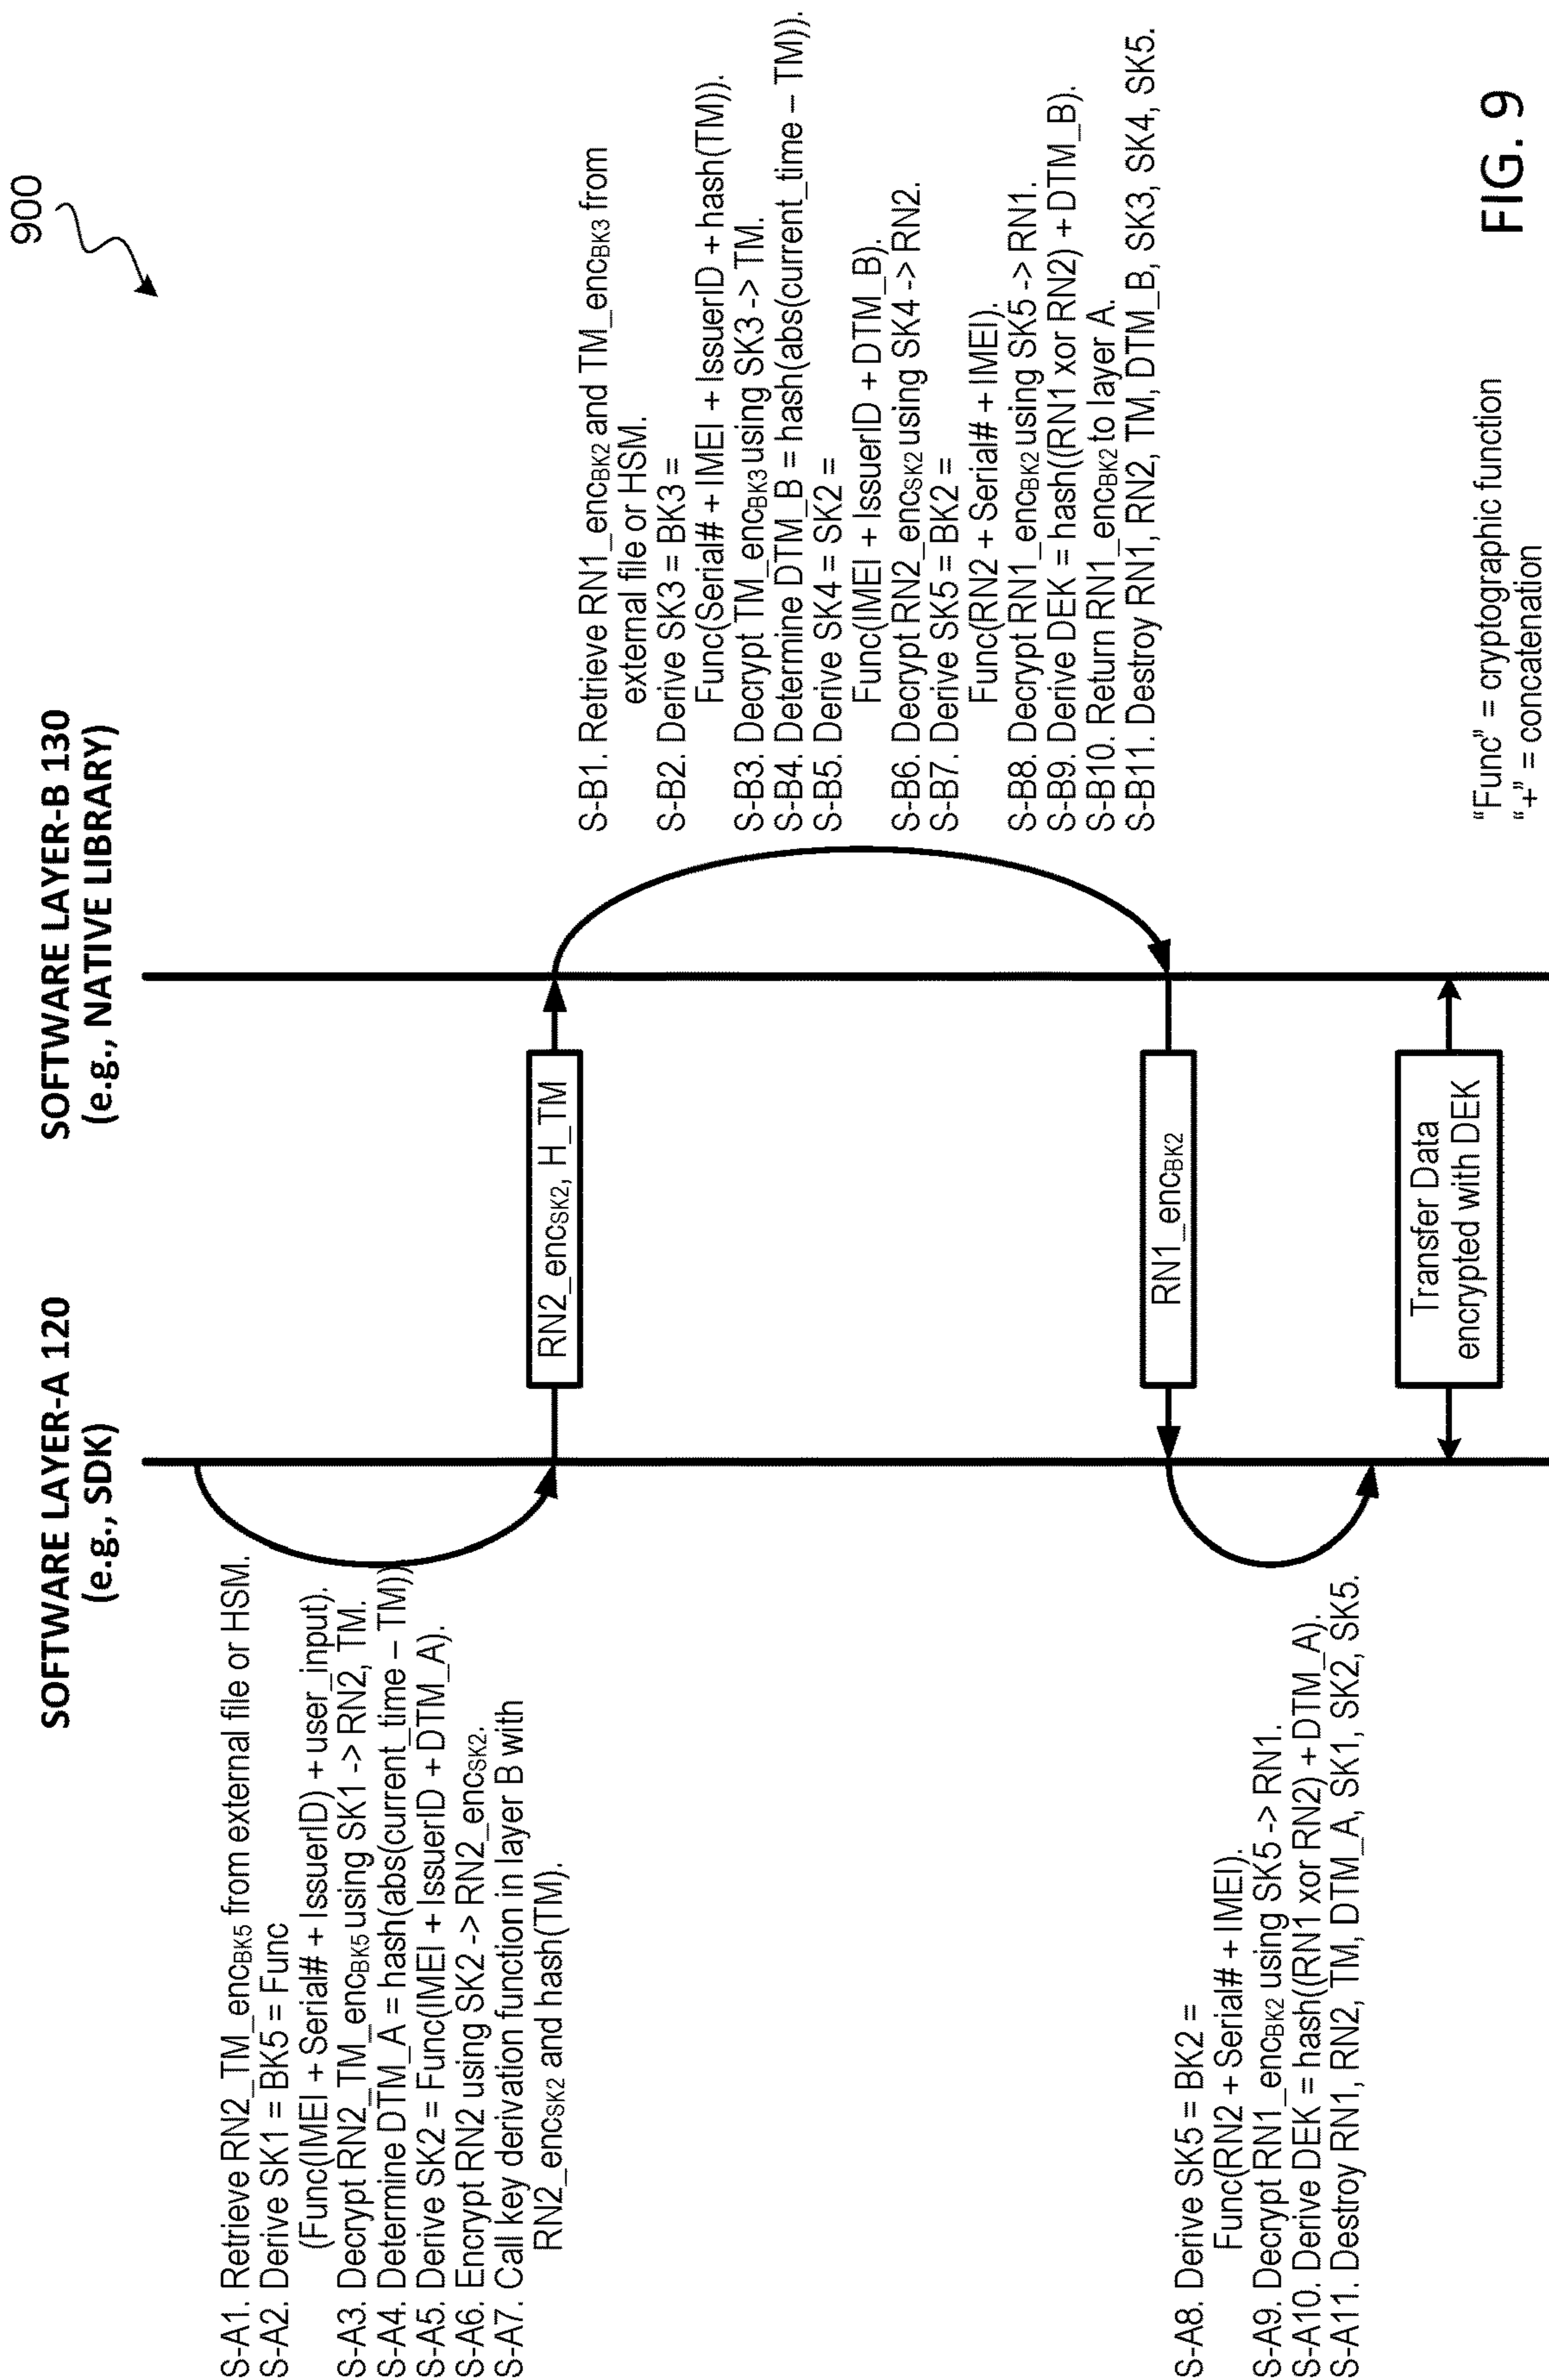 900
SOFTWARE LAYER-A 120
(e.g., SDK)
SOFTWARE LAYER-B 130
(e.g., NATIVE LIBRARY)
S-A1. Retrieve RN2_TM_encBK5 from external file or HSM.
S-A2. Derive SK1 = BK5 = Func
(Func(IMEI + Serial# + IssuerID) + user_input).
S-A3. Decrypt RN2_TM_encBK5 using SK1 -> RN2, TM.
S-A4. Determine DTM_A = hash(abs(current_time – TM))
S-A5. Derive SK2 = Func(IMEI + IssuerID + DTM_A).
S-A6. Encrypt RN2 using SK2 -> RN2_encSK2.
S-A7. Call key derivation function in layer B with
RN2_encSK2 and hash(TM).
RN2_encSK2, H_TM
S-B1. Retrieve RN1_encBK2 and TM_encBK3 from
external file or HSM.
S-B2. Derive SK3 = BK3 =
Func(Serial# + IMEI + IssuerID + hash(TM)).
S-B3. Decrypt TM_encBK3 using SK3 -> TM.
S-B4. Determine DTM_B = hash(abs(current_time – TM)).
S-B5. Derive SK4 = SK2 =
Func(IMEI + IssuerID + DTM_B).
S-B6. Decrypt RN2_encSK2 using SK4 -> RN2.
S-B7. Derive SK5 = BK2 =
Func(RN2 + Serial# + IMEI).
S-B8. Decrypt RN1_encBK2 using SK5 -> RN1.
S-B9. Derive DEK = hash((RN1 xor RN2) + DTM_B).
S-B10. Return RN1_encBK2 to layer A.
S-B11. Destroy RN1, RN2, TM, DTM_B, SK3, SK4, SK5.
RN1_encBK2
S-A8. Derive SK5 = BK2 =
Func(RN2 + Serial# + IMEI).
S-A9. Decrypt RN1_encBK2 using SK5 -> RN1.
S-A10. Derive DEK = hash((RN1 xor RN2) + DTM_A).
S-A11. Destroy RN1, RN2, TM, DTM_A, SK1, SK2, SK5.
Transfer Data
encrypted with DEK
"Func" = cryptographic function
"+" = concatenation
FIG. 9